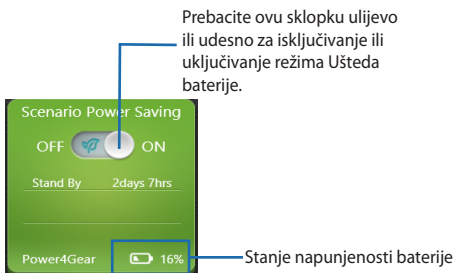 Prebacite ovu sklopku ulijevo
ili udesno za isključivanje ili
uključivanje režima Ušteda
baterije.
Scenario Power Saving
OFF ON
Stand By 2days 7hrs
Power4Gear 16%
Stanje napunjenosti baterije